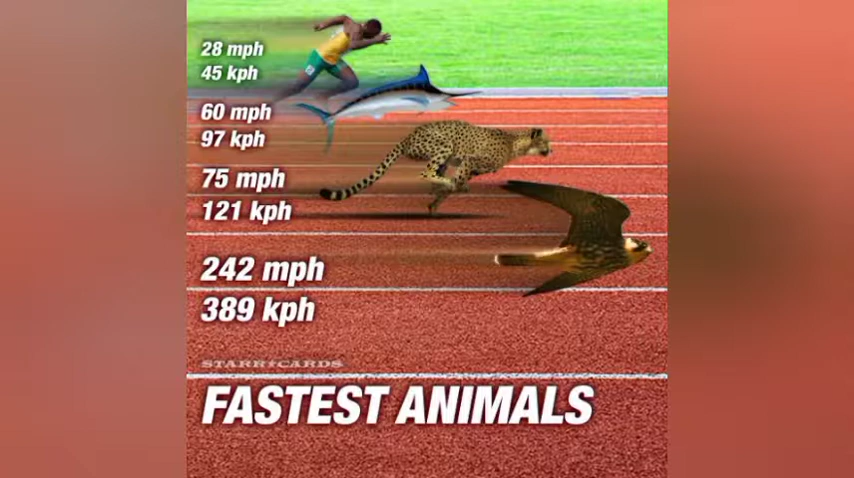 28 mph
45 kph
60 mph
97 kph
75 mph
121 kph
242 mph
389 kph
STARR★CARDS
FASTEST ANIMALS